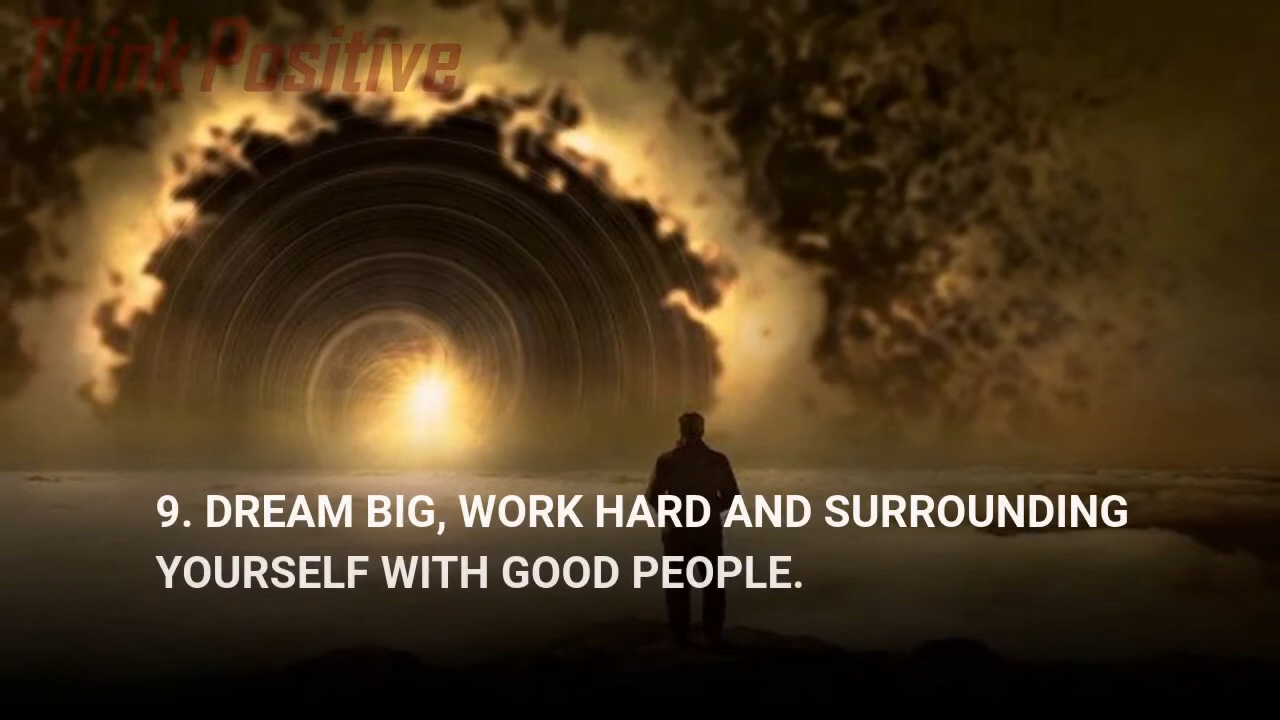 Think Positive
9. DREAM BIG, WORK HARD AND SURROUNDING
YOURSELF WITH GOOD PEOPLE.